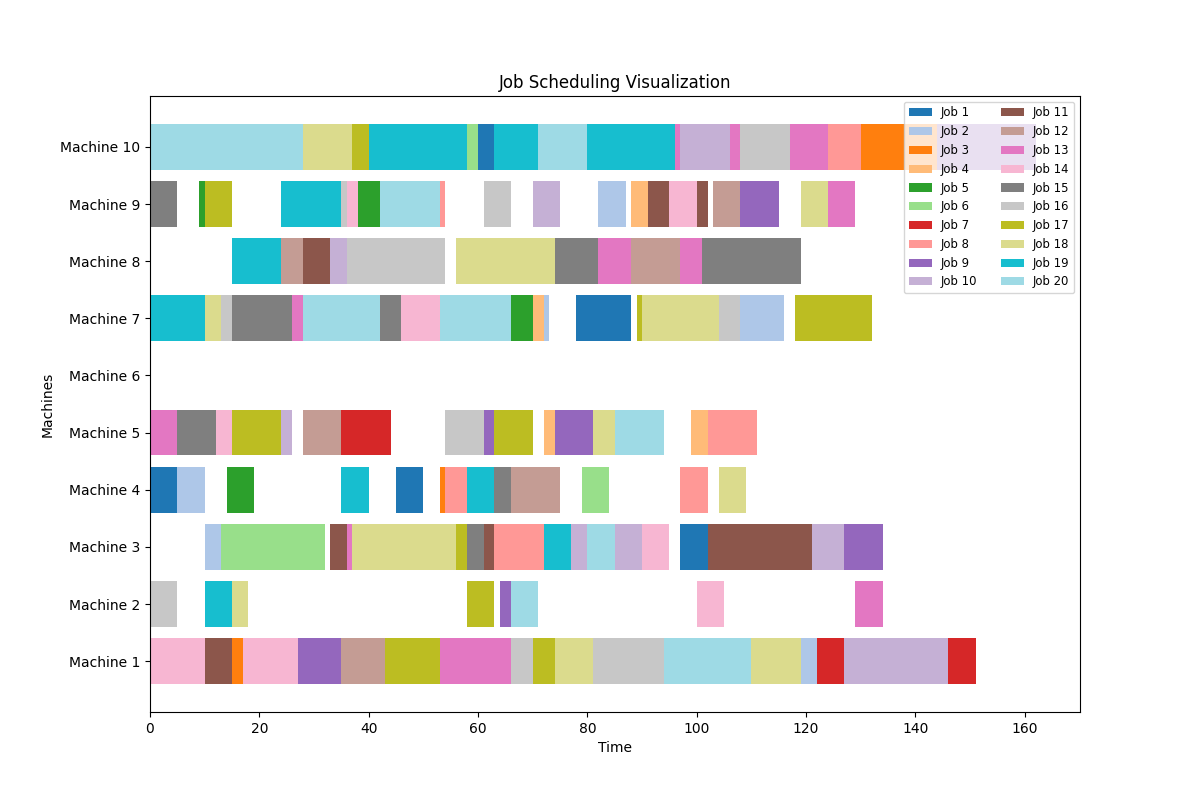 Job Scheduling Visualization
Machines
Machine 10
Machine 9
Machine 8
Machine 7
Machine 6
Machine 5
Machine 4
Machine 3
Machine 2
Machine 1
Job 1
Job 2
Job 3
Job 4
Job 5
Job 6
Job 7
Job 8
Job 9
Job 10
Job 11
Job 12
Job 13
Job 14
Job 15
Job 16
Job 17
Job 18
Job 19
Job 20
0 20 40 60 80 100 120 140 160
Time